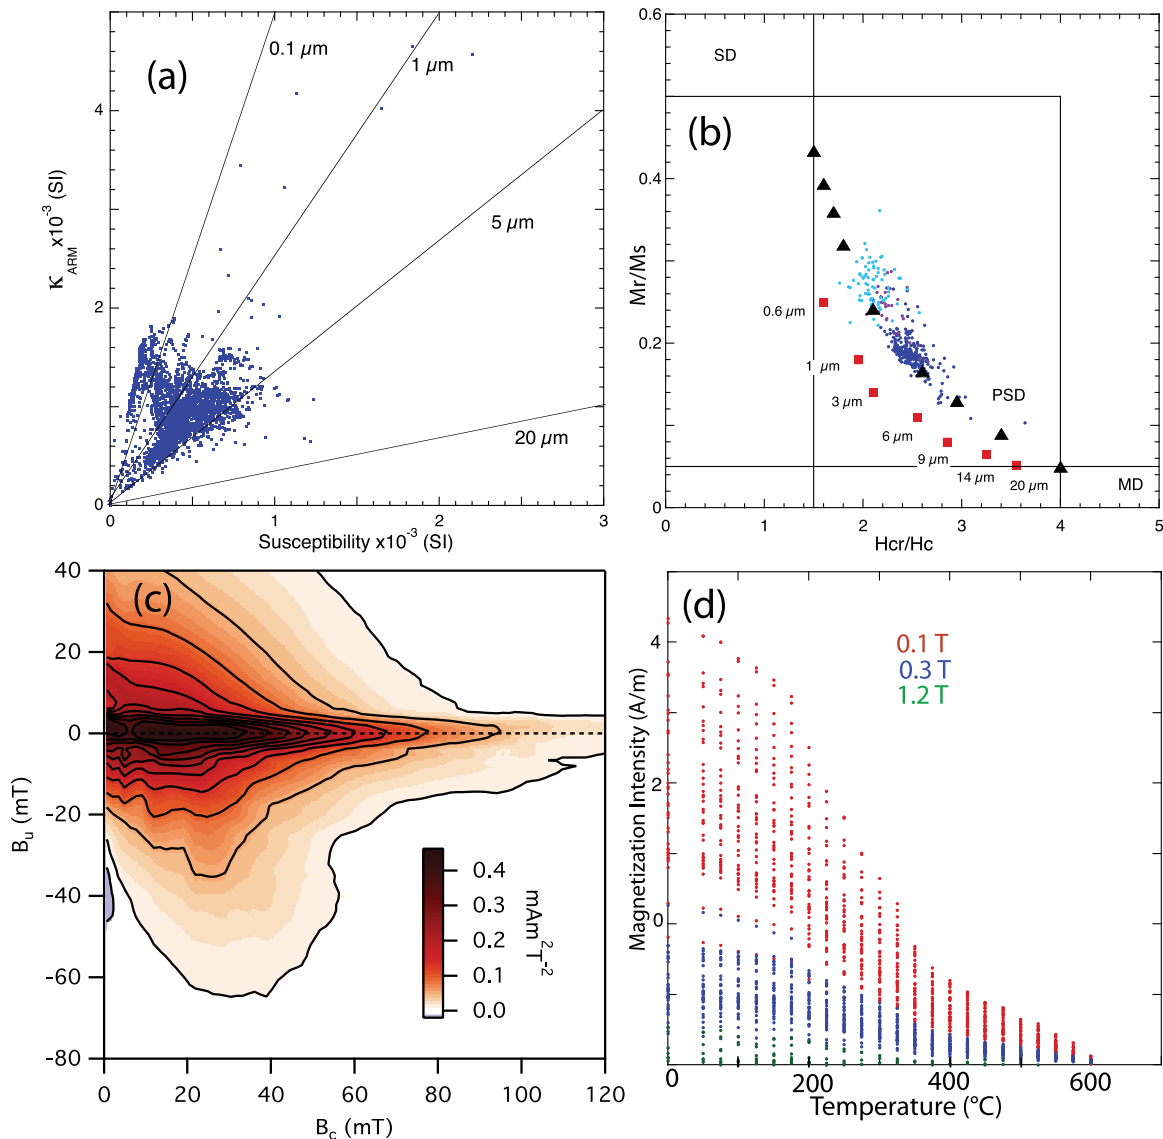 (a)
0.1 µm
1 µm
5 µm
20 µm
4
2
0
κ ARM x10⁻³ (SI)
0
1
2
3
Susceptibility x10⁻³ (SI)
(b)
SD
PSD
MD
0.6 µm
1 µm
3 µm
6 µm
9 µm
14 µm
20 µm
0.6
0.4
0.2
0
Mr/Ms
0
1
2
3
4
5
Hcr/Hc
(c)
40
20
0
-20
-40
-60
-80
B_u (mT)
0.4
0.3
0.2
0.1
0.0
mAm²T⁻²
0 20 40 60 80 100 120
B_c (mT)
(d)
0.1 T
0.3 T
1.2 T
4
2
0
Magnetization Intensity (A/m)
0
200
400
600
Temperature (°C)